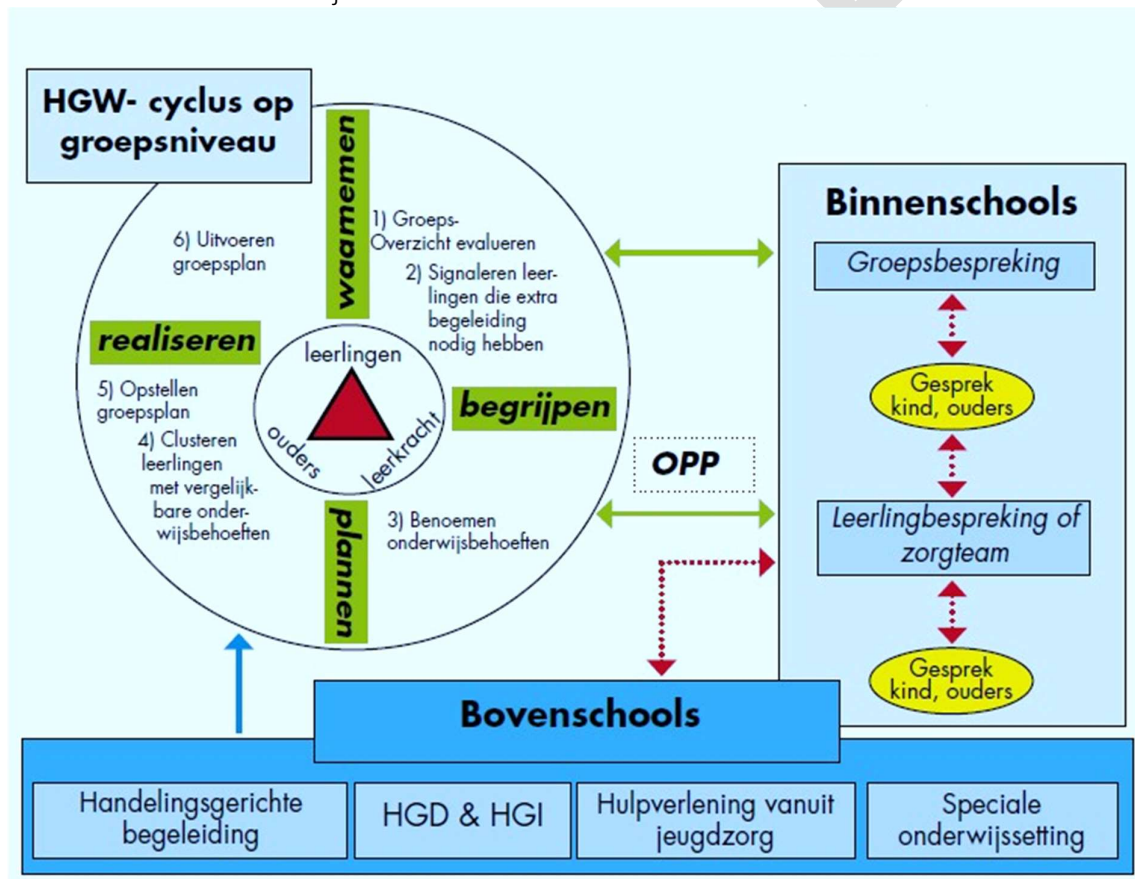 HGW- cyclus op
groepsniveau
waarnemen
1) Groeps-
Overzicht evalueren
2) Signaleren leer-
lingen die extra
begeleiding
nodig hebben
begrijpen
3) Benoemen
onderwijsbehoeften
plannen
4) Clusteren
leerlingen
met vergelijk-
bare onder-
wijsbehoeften
5) Opstellen
groepsplan
realiseren
6) Uitvoeren
groepsplan
leerlingen
ouders
leerkracht
OPP
Binnenschools
Groepsbespreking
Gesprek
kind, ouders
Leerlingbespreking of
zorgteam
Gesprek
kind, ouders
Bovenschools
Handelingsgerichte
begeleiding
HGD & HGI
Hulpverlening vanuit
jeugdzorg
Speciale
onderwijssetting